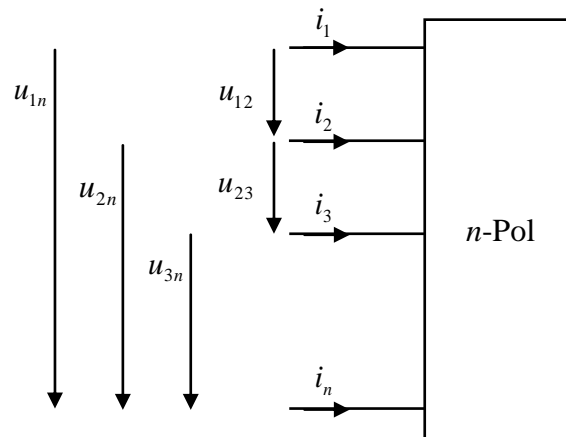 i₁
u₁ₙ
u₁₂
i₂
u₂ₙ
u₂₃
i₃
n-Pol
u₃ₙ
iₙ